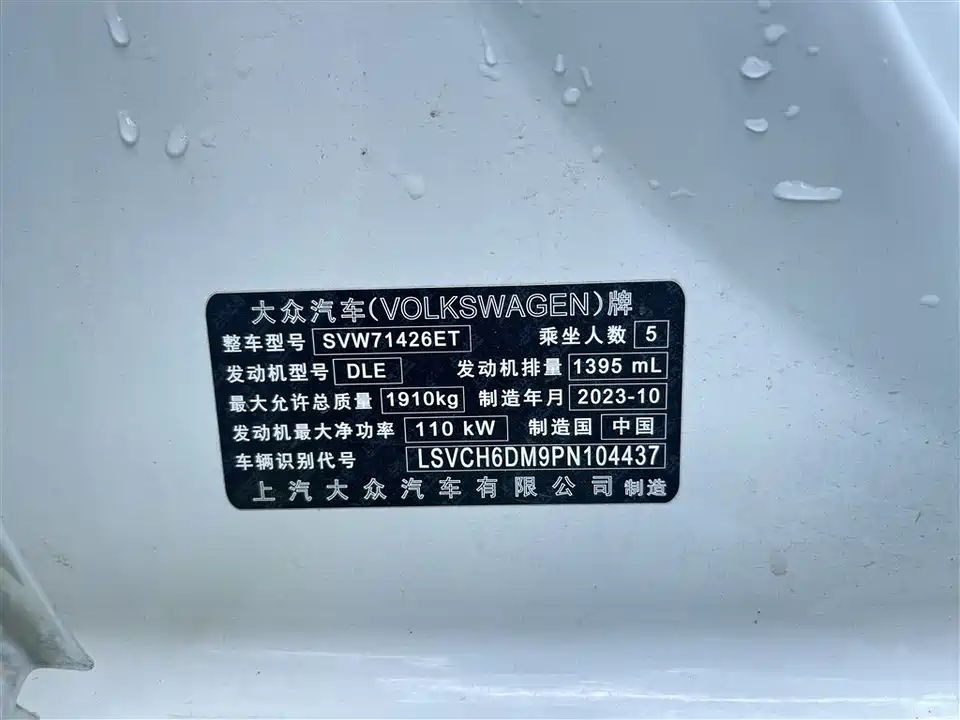 大众汽车(VOLKSWAGEN)牌
整车型号 SVW71426ET 乘坐人数 5
发动机型号 DLE 发动机排量 1395 mL
最大允许总质量 1910kg 制造年月 2023-10
发动机最大净功率 110 kW 制造国 中国
车辆识别代号 LSVCH6DM9PN104437
上汽大众汽车有限公司 制造